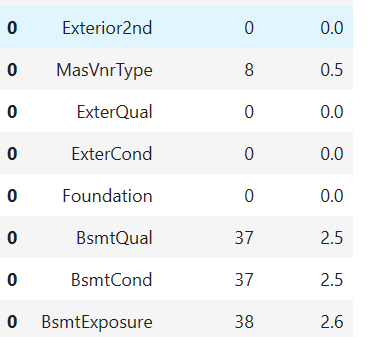 0 Exterior2nd 0 0.0
0 MasVnrType 8 0.5
0 ExterQual 0 0.0
0 ExterCond 0 0.0
0 Foundation 0 0.0
0 BsmtQual 37 2.5
0 BsmtCond 37 2.5
0 BsmtExposure 38 2.6